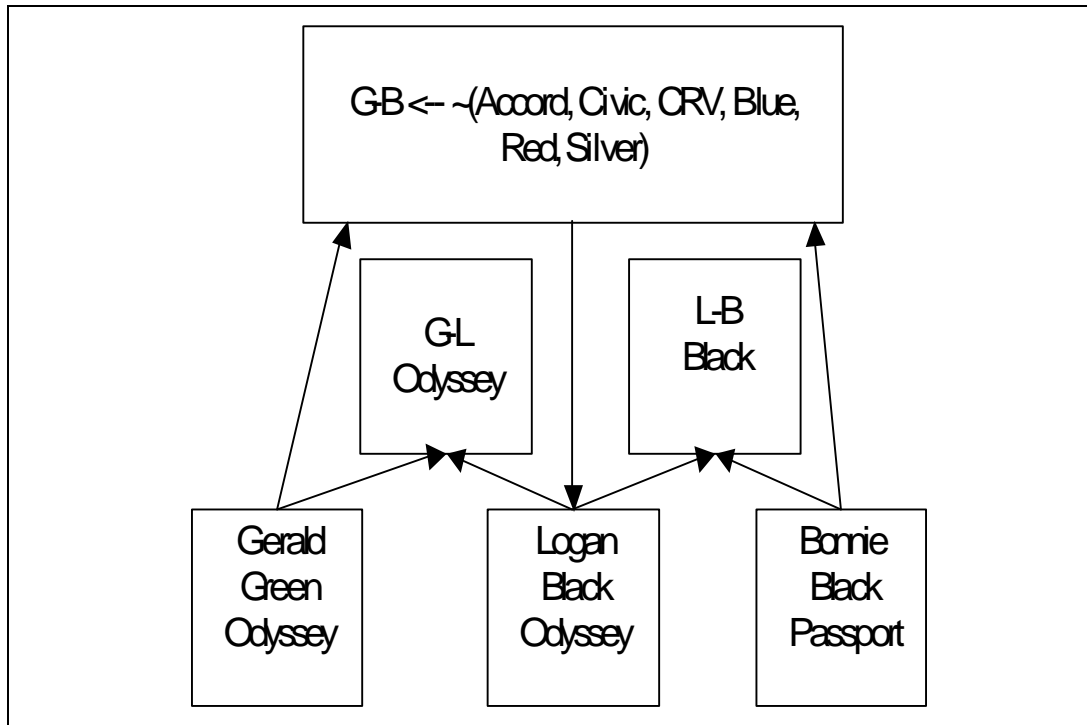 G-B <-- ~(Accord, Civic, CRV, Blue,
Red, Silver)
G-L
Odyssey
L-B
Black
Gerald
Green
Odyssey
Logan
Black
Odyssey
Bonnie
Black
Passport